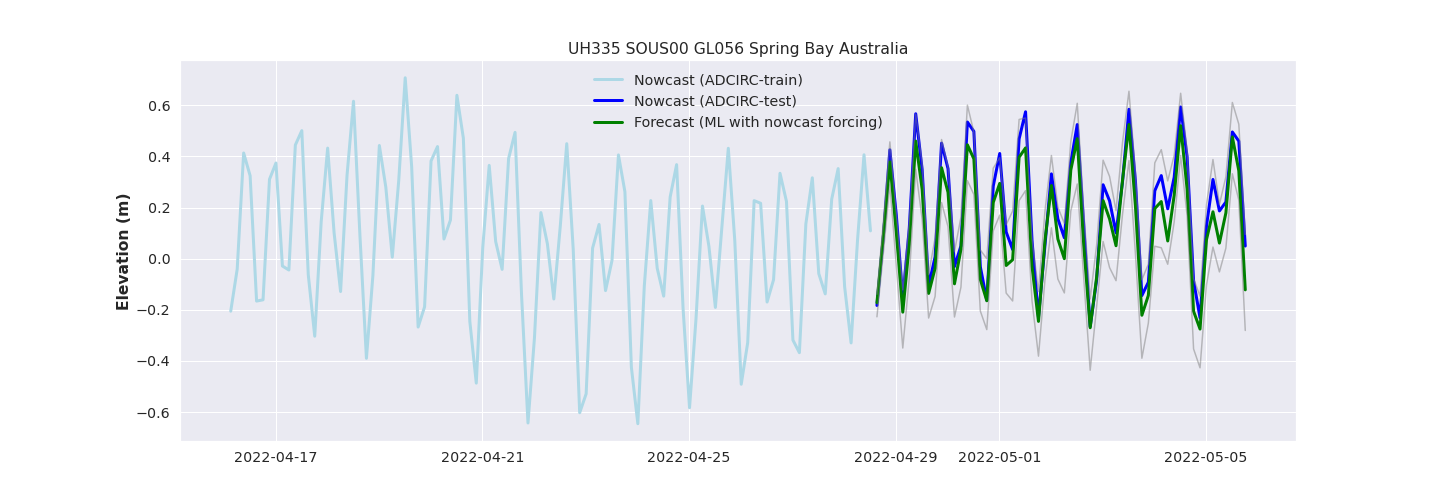 UH335 SOUS00 GL056 Spring Bay Australia
Nowcast (ADCIRC-train)
Nowcast (ADCIRC-test)
Forecast (ML with nowcast forcing)
Elevation (m)
0.6
0.4
0.2
0.0
−0.2
−0.4
−0.6
2022-04-17 2022-04-21 2022-04-25 2022-04-29 2022-05-01 2022-05-05